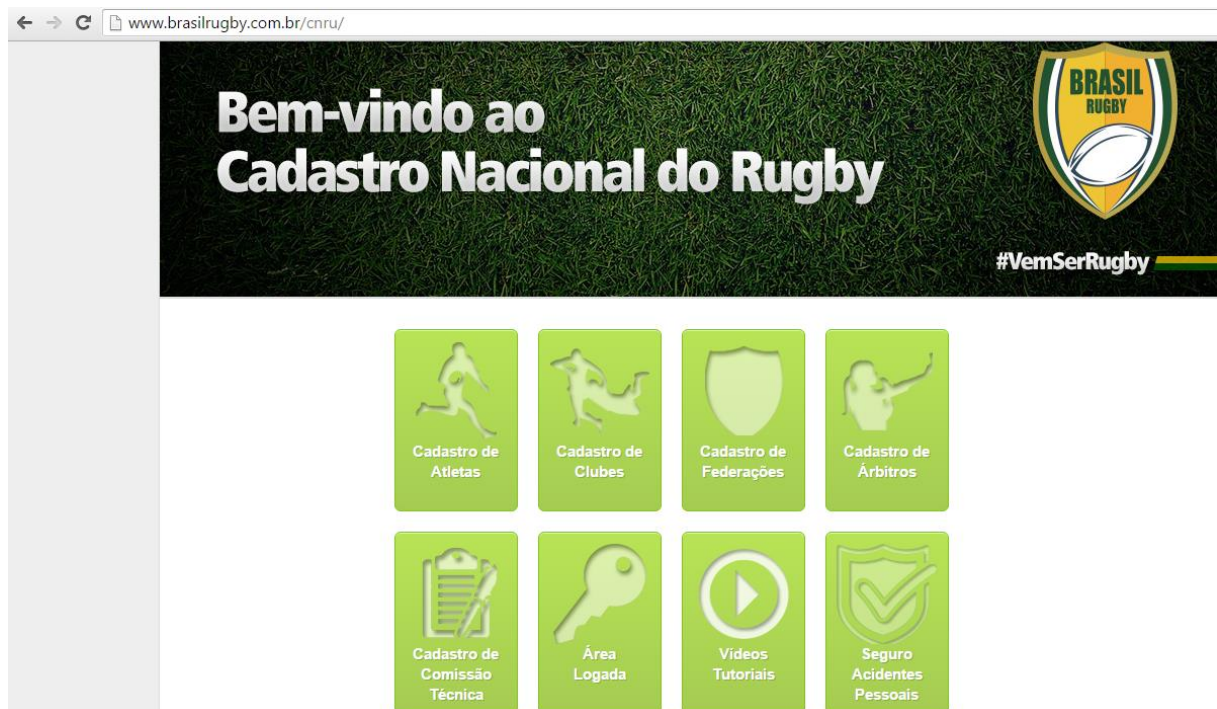 www.brasilrugby.com.br/cnru/
Bem-vindo ao
Cadastro Nacional do Rugby
BRASIL
RUGBY
#VemSerRugby
Cadastro de
Atletas
Cadastro de
Clubes
Cadastro de
Federações
Cadastro de
Árbitros
Cadastro de
Comissão
Técnica
Área
Logada
Vídeos
Tutoriais
Seguro
Acidentes
Pessoais